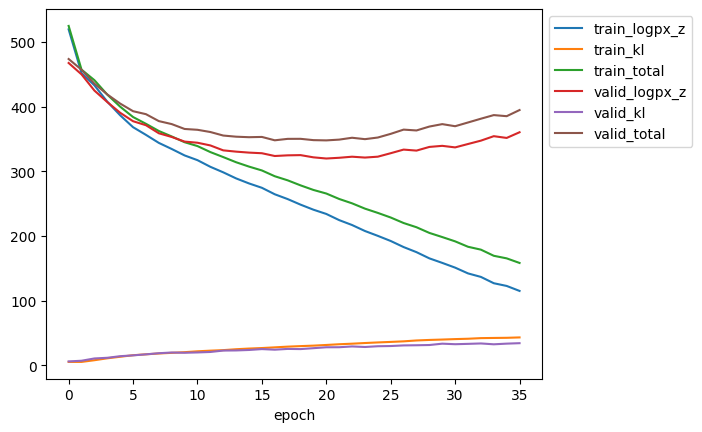 500
400
300
200
100
0
0 5 10 15 20 25 30 35
epoch
train_logpx_z
train_kl
train_total
valid_logpx_z
valid_kl
valid_total